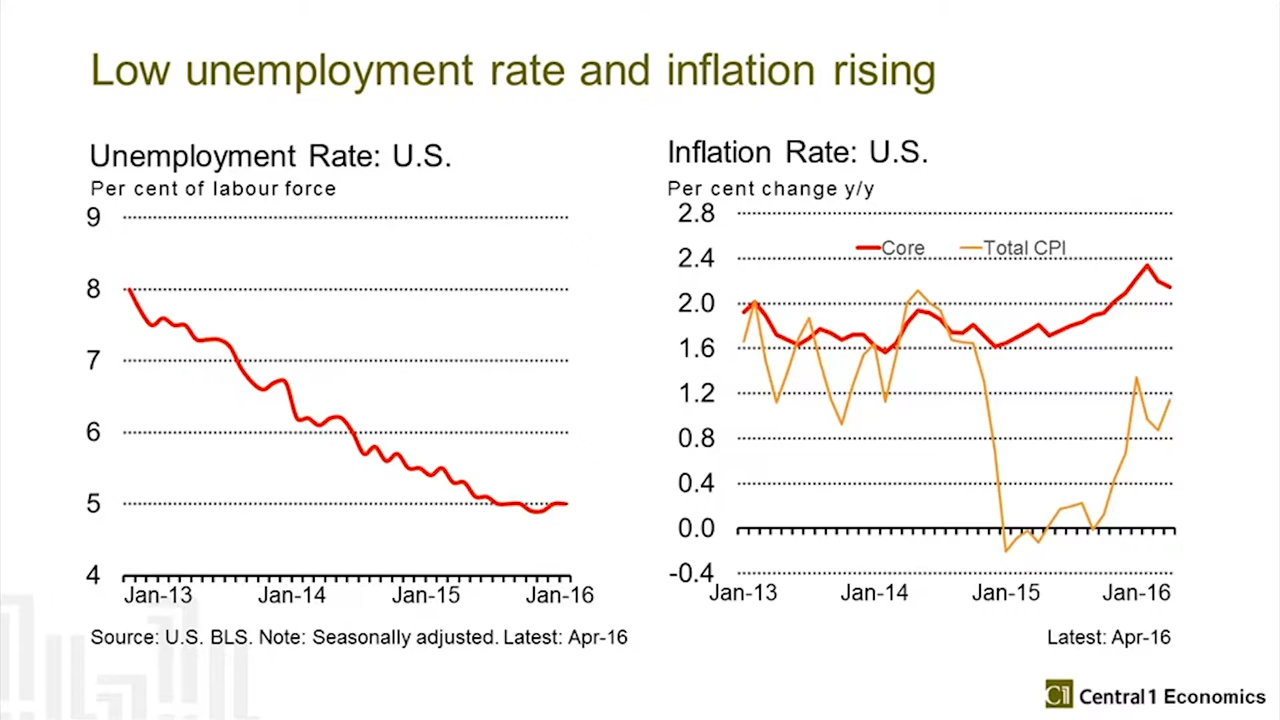 Low unemployment rate and inflation rising
Unemployment Rate: U.S.
Per cent of labour force
9
8
7
6
5
4
Jan-13 Jan-14 Jan-15 Jan-16
Source: U.S. BLS. Note: Seasonally adjusted. Latest: Apr-16
Inflation Rate: U.S.
Per cent change y/y
2.8
Core Total CPI
2.4
2.0
1.6
1.2
0.8
0.4
0.0
-0.4
Jan-13 Jan-14 Jan-15 Jan-16
Latest: Apr-16
C1 Central 1 Economics